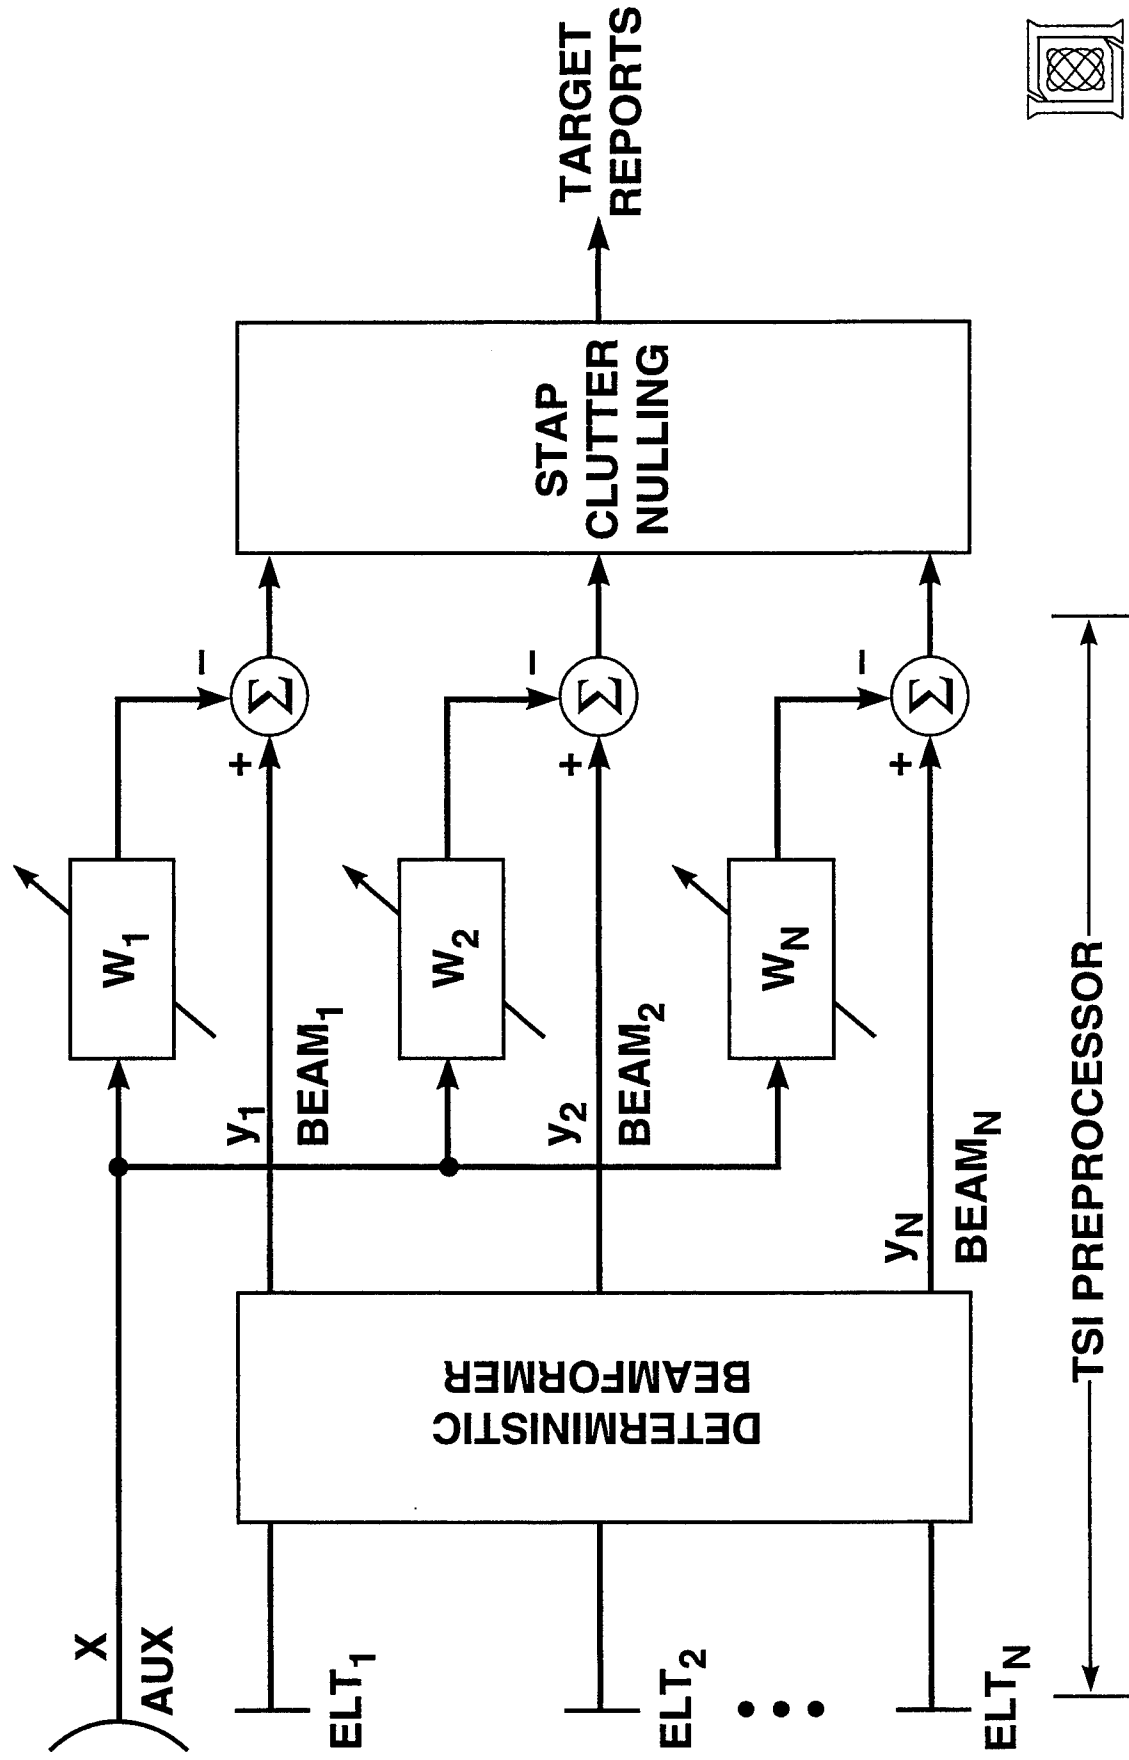 X
AUX
ELT1
ELT2
ELTN
DETERMINISTIC
BEAMFORMER
y1
BEAM1
y2
BEAM2
yN
BEAMN
W1
W2
WN
+
−
Σ
+
−
Σ
+
−
Σ
STAP
CLUTTER
NULLING
TARGET
REPORTS
TSI PREPROCESSOR